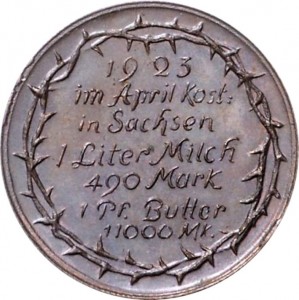 1923
im April kost:
in Sachsen
1 Liter Milch
490 Mark
1 Pf. Butter
11000 Mk.-